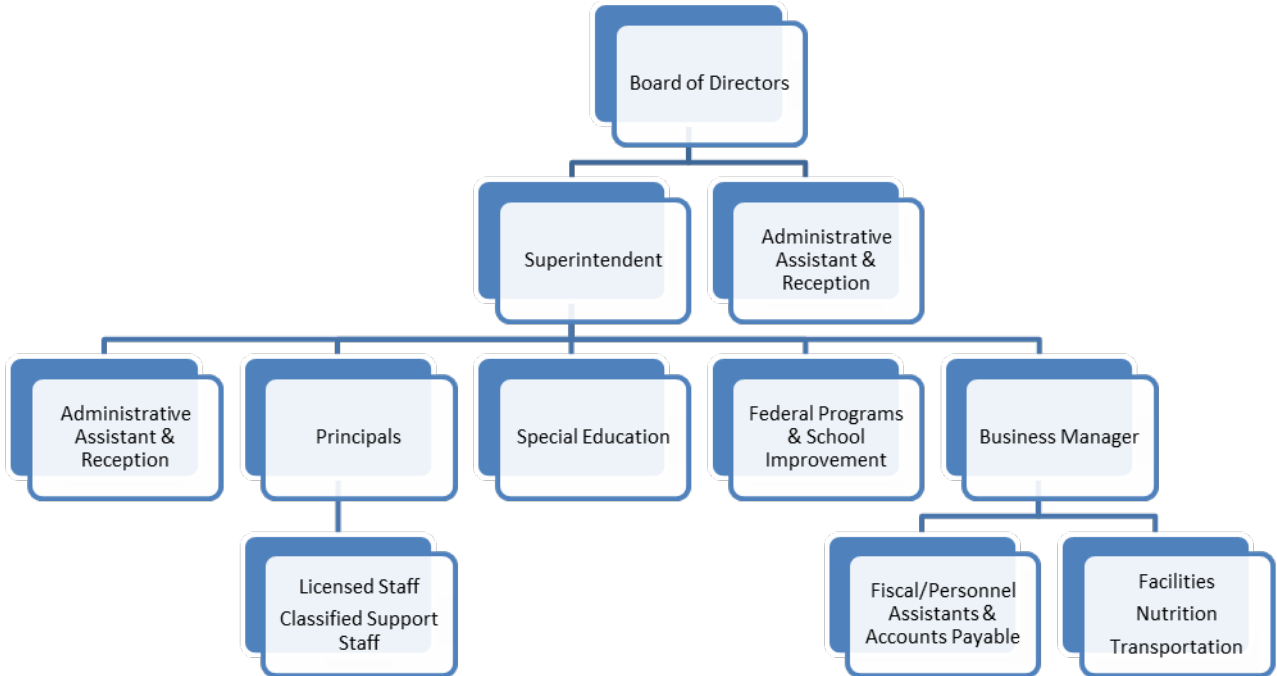 Board of Directors
Superintendent
Administrative
Assistant &
Reception
Administrative
Assistant &
Reception
Principals
Special Education
Federal Programs
& School
Improvement
Business Manager
Licensed Staff
Classified Support
Staff
Fiscal/Personnel
Assistants &
Accounts Payable
Facilities
Nutrition
Transportation